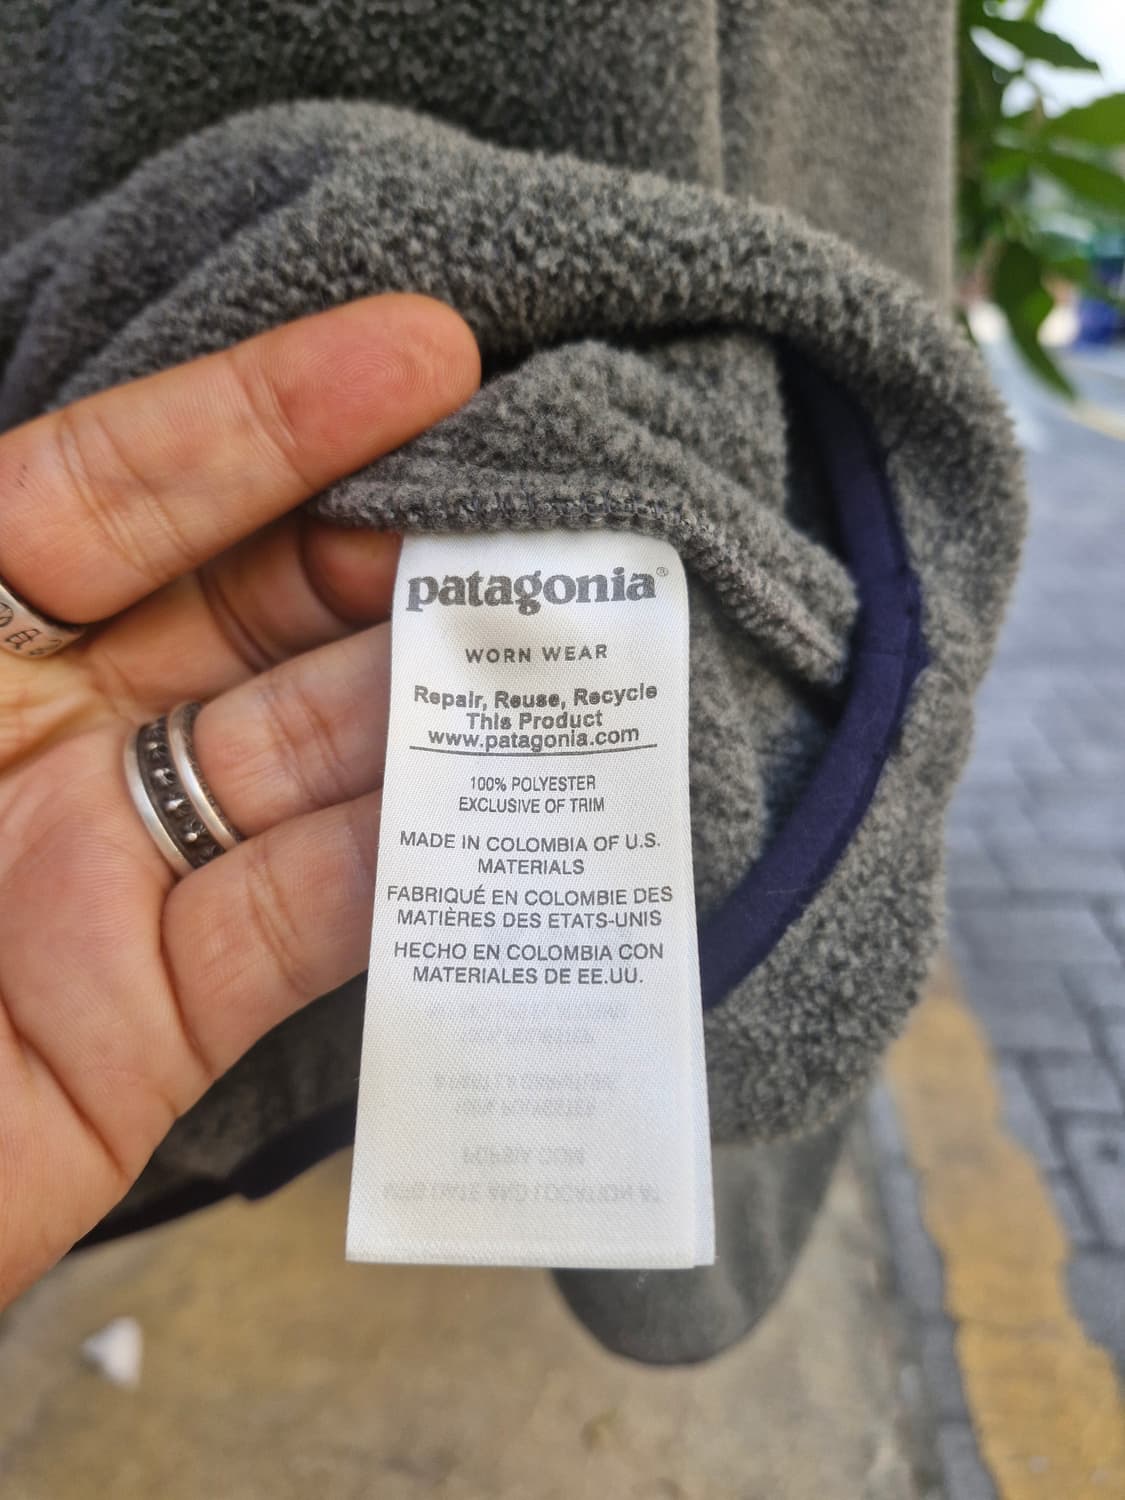 patagonia®
WORN WEAR
Repair, Reuse, Recycle
This Product
www.patagonia.com
100% POLYESTER
EXCLUSIVE OF TRIM
MADE IN COLOMBIA OF U.S.
MATERIALS
FABRIQUÉ EN COLOMBIE DES
MATIÈRES DES ETATS-UNIS
HECHO EN COLOMBIA CON
MATERIALES DE EE.UU.